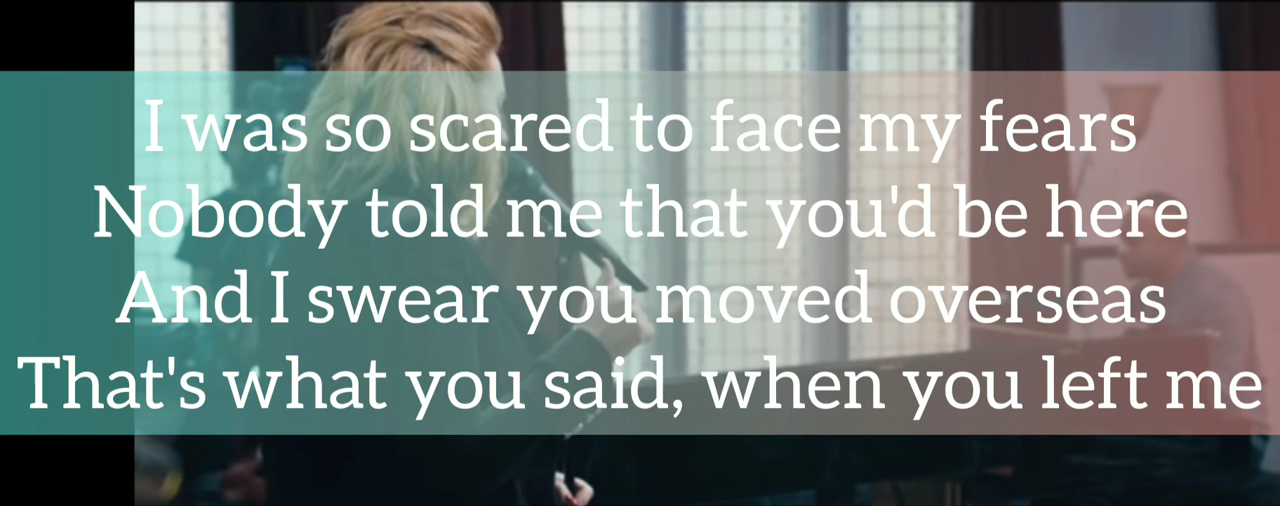 I was so scared to face my fears
Nobody told me that you'd be here
And I swear you moved overseas
That's what you said, when you left me